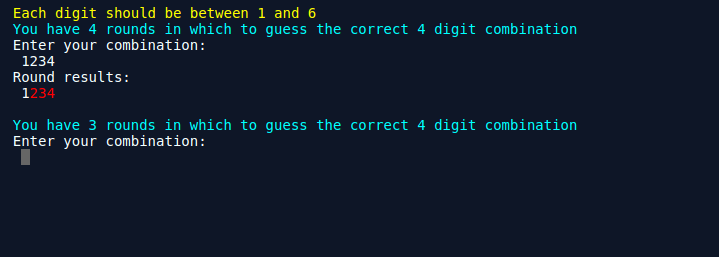 Each digit should be between 1 and 6
You have 4 rounds in which to guess the correct 4 digit combination
Enter your combination:
1234
Round results:
1234
You have 3 rounds in which to guess the correct 4 digit combination
Enter your combination: